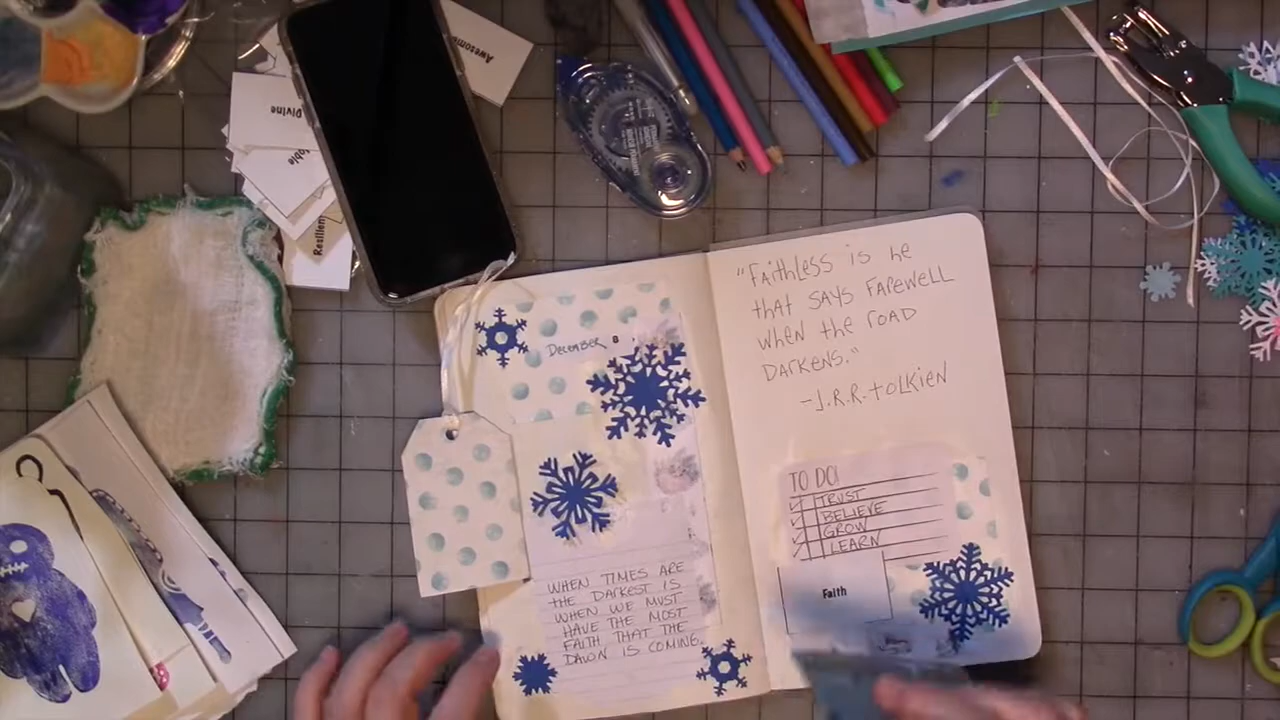 Awesome
Divine
Resilien
December 8
WHEN TIMES ARE
THE DARKEST IS
WHEN WE MUST
HAVE THE MOST
FAITH THAT THE
DAWN IS COMING.
"FAITHLESS IS HE
THAT SAYS FAREWELL
WHEN THE ROAD
DARKENS."
-J.R.R. TOLKIEN
TO DO!
TRUST
BELIEVE
GROW
LEARN
Faith